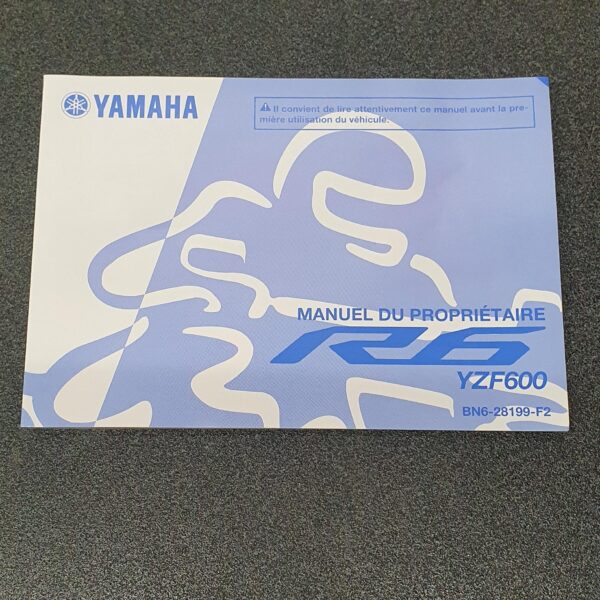 YAMAHA
⚠ Il convient de lire attentivement ce manuel avant la pre-
mière utilisation du véhicule.
MANUEL DU PROPRIÉTAIRE
R6
YZF600
BN6-28199-F2